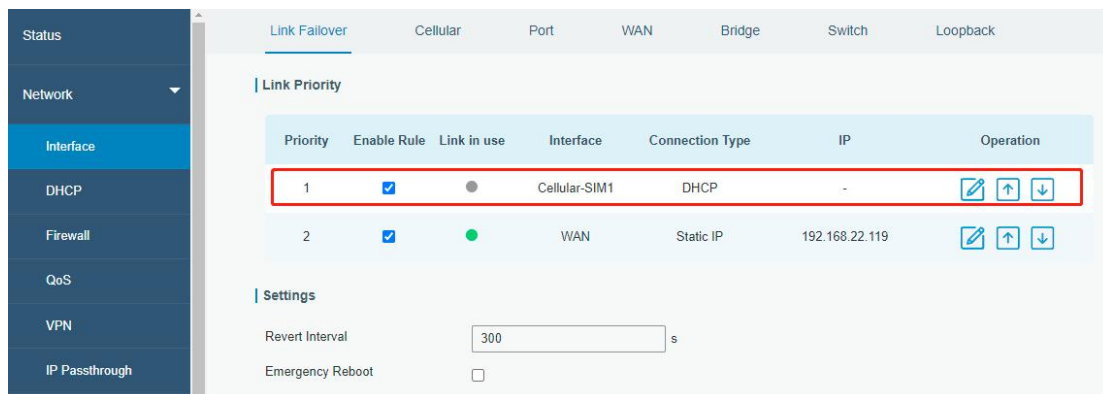 Status
Network
Interface
DHCP
Firewall
QoS
VPN
IP Passthrough
Link Failover Cellular Port WAN Bridge Switch Loopback
Link Priority
Priority Enable Rule Link in use Interface Connection Type IP Operation
1 Cellular-SIM1 DHCP -
2 WAN Static IP 192.168.22.119
Settings
Revert Interval 300 s
Emergency Reboot